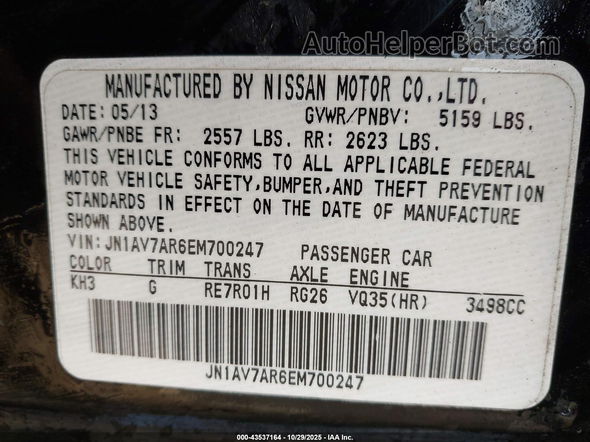 AutoHelperBot.com
MANUFACTURED BY NISSAN MOTOR CO.,LTD.
DATE: 05/13 GVWR/PNBV: 5159 LBS.
GAWR/PNBE FR: 2557 LBS. RR: 2623 LBS.
THIS VEHICLE CONFORMS TO ALL APPLICABLE FEDERAL
MOTOR VEHICLE SAFETY,BUMPER,AND THEFT PREVENTION
STANDARDS IN EFFECT ON THE DATE OF MANUFACTURE
SHOWN ABOVE.
VIN:JN1AV7AR6EM700247 PASSENGER CAR
COLOR TRIM TRANS AXLE ENGINE
KH3 G RE7R01H RG26 VQ35(HR) 3498CC
JN1AV7AR6EM700247
000-43537164 - 10/29/2025 - IAA Inc.